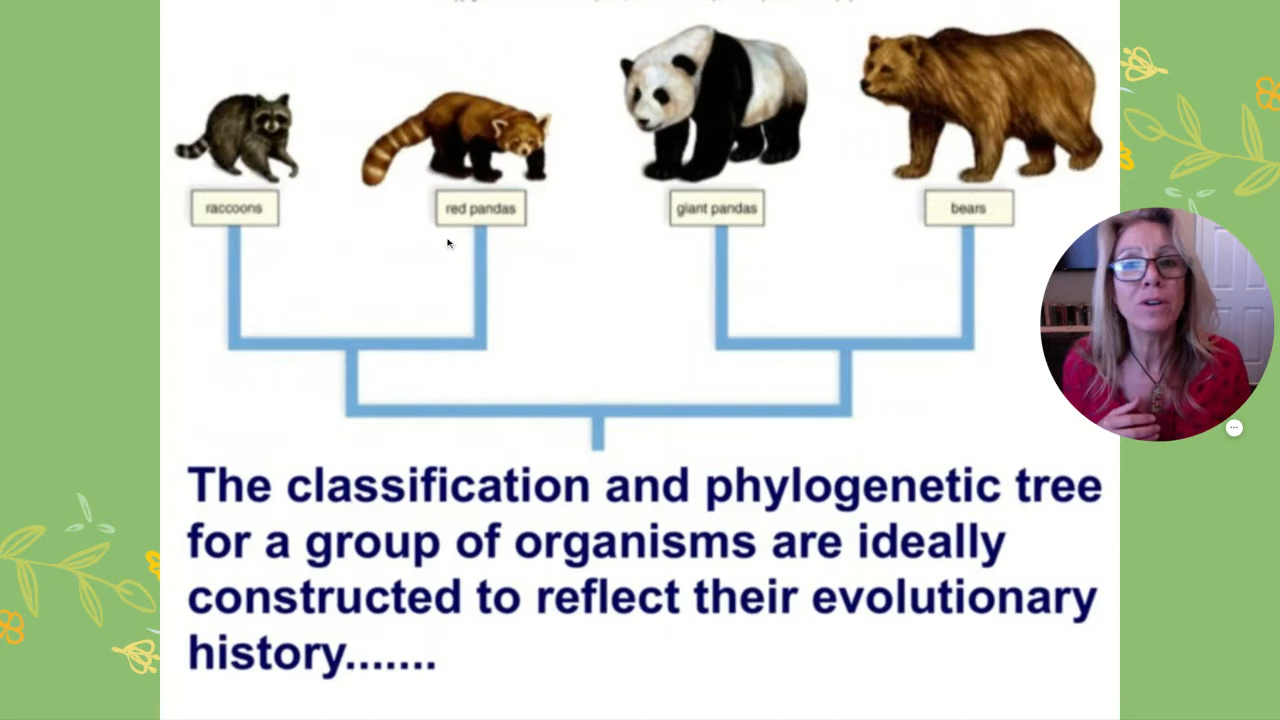 raccoons
red pandas
giant pandas
bears
The classification and phylogenetic tree
for a group of organisms are ideally
constructed to reflect their evolutionary
history.......